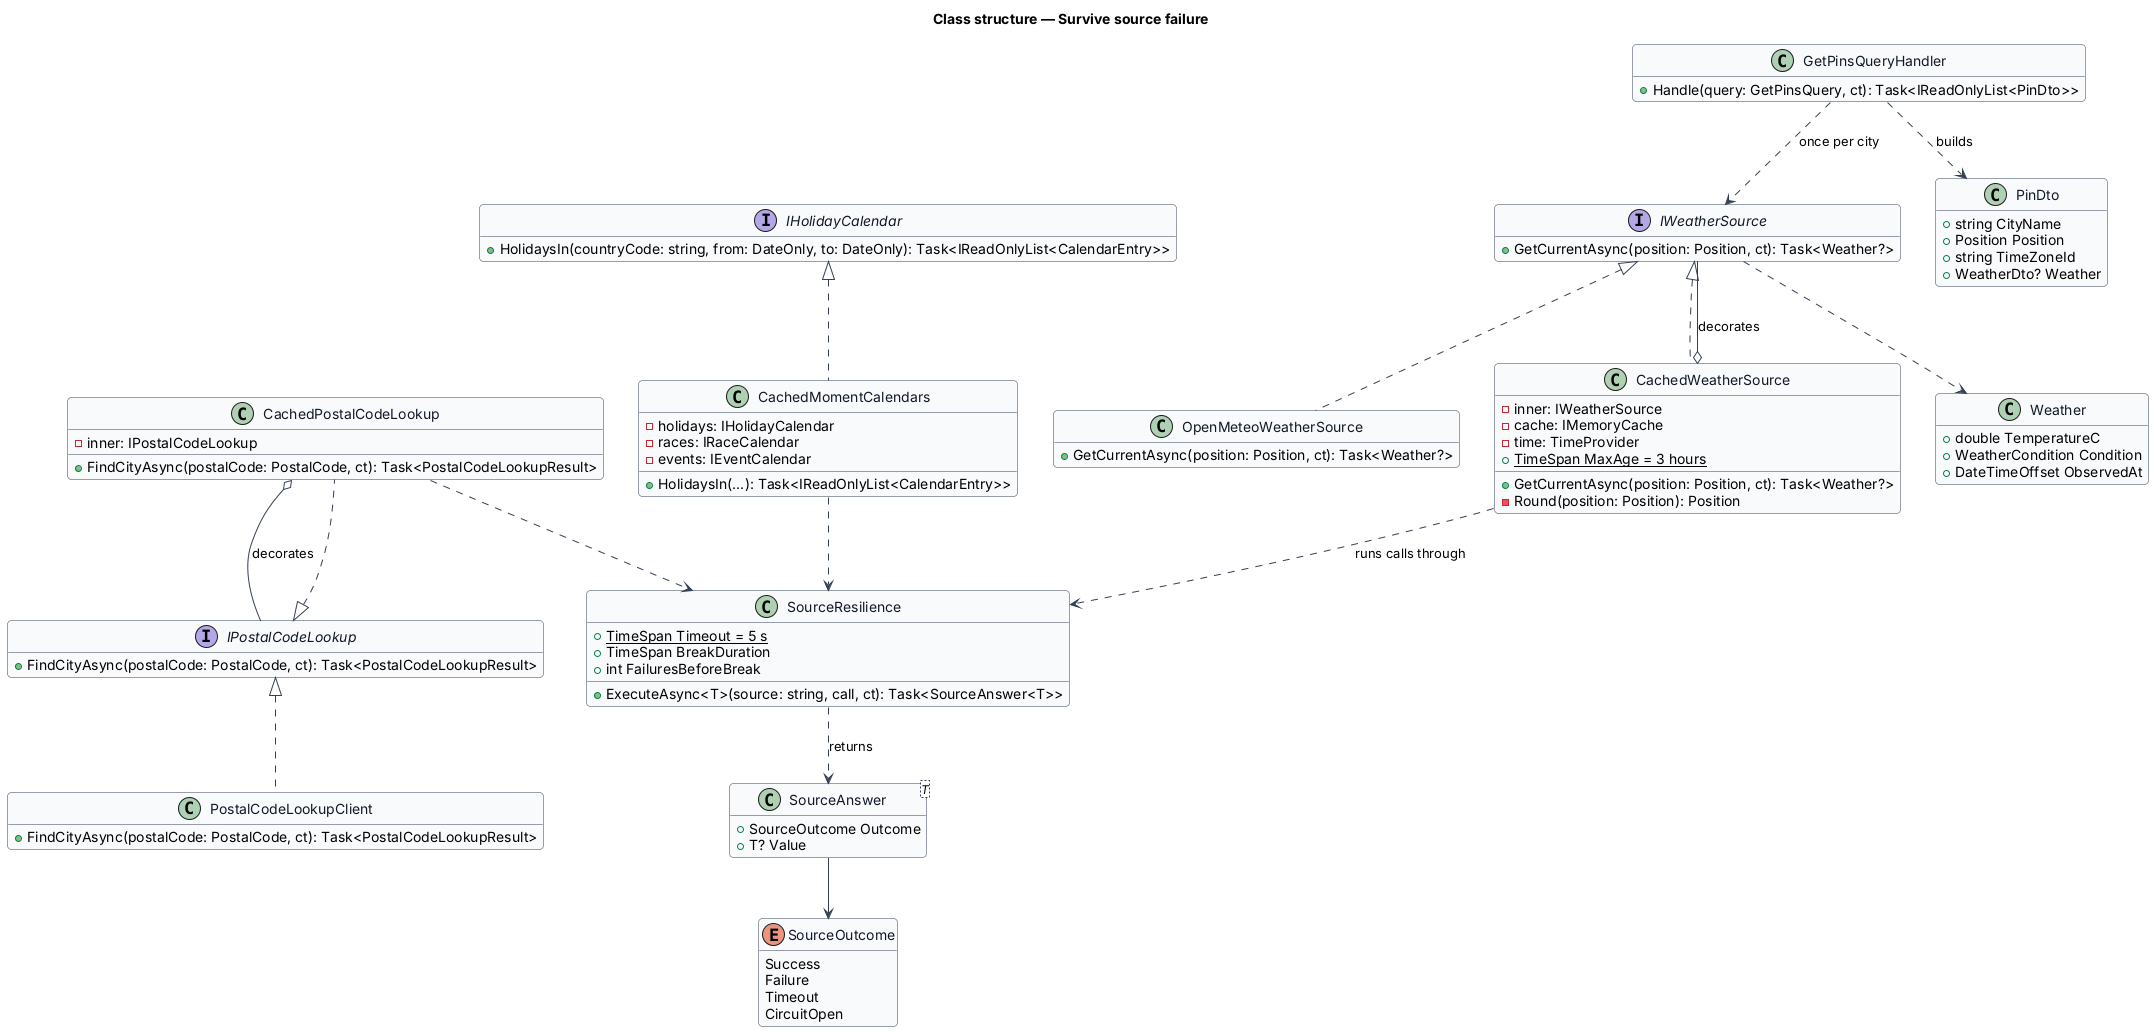 Class structure — Survive source failure
C GetPinsQueryHandler
Handle(query: GetPinsQuery, ct): Task<IReadOnlyList<PinDto>>
once per city
builds
C PinDto
string CityName
Position Position
string TimeZoneId
WeatherDto? Weather
I IHolidayCalendar
HolidaysIn(countryCode: string, from: DateOnly, to: DateOnly): Task<IReadOnlyList<CalendarEntry>>
I IWeatherSource
GetCurrentAsync(position: Position, ct): Task<Weather?>
decorates
C CachedPostalCodeLookup
inner: IPostalCodeLookup
FindCityAsync(postalCode: PostalCode, ct): Task<PostalCodeLookupResult>
C CachedMomentCalendars
holidays: IHolidayCalendar
races: IRaceCalendar
events: IEventCalendar
HolidaysIn(...): Task<IReadOnlyList<CalendarEntry>>
C OpenMeteoWeatherSource
GetCurrentAsync(position: Position, ct): Task<Weather?>
C CachedWeatherSource
inner: IWeatherSource
cache: IMemoryCache
time: TimeProvider
TimeSpan MaxAge = 3 hours
GetCurrentAsync(position: Position, ct): Task<Weather?>
Round(position: Position): Position
C Weather
double TemperatureC
WeatherCondition Condition
DateTimeOffset ObservedAt
decorates
runs calls through
I IPostalCodeLookup
FindCityAsync(postalCode: PostalCode, ct): Task<PostalCodeLookupResult>
C SourceResilience
TimeSpan Timeout = 5 s
TimeSpan BreakDuration
int FailuresBeforeBreak
ExecuteAsync<T>(source: string, call, ct): Task<SourceAnswer<T>>
returns
C PostalCodeLookupClient
FindCityAsync(postalCode: PostalCode, ct): Task<PostalCodeLookupResult>
C SourceAnswer T
SourceOutcome Outcome
T? Value
E SourceOutcome
Success
Failure
Timeout
CircuitOpen